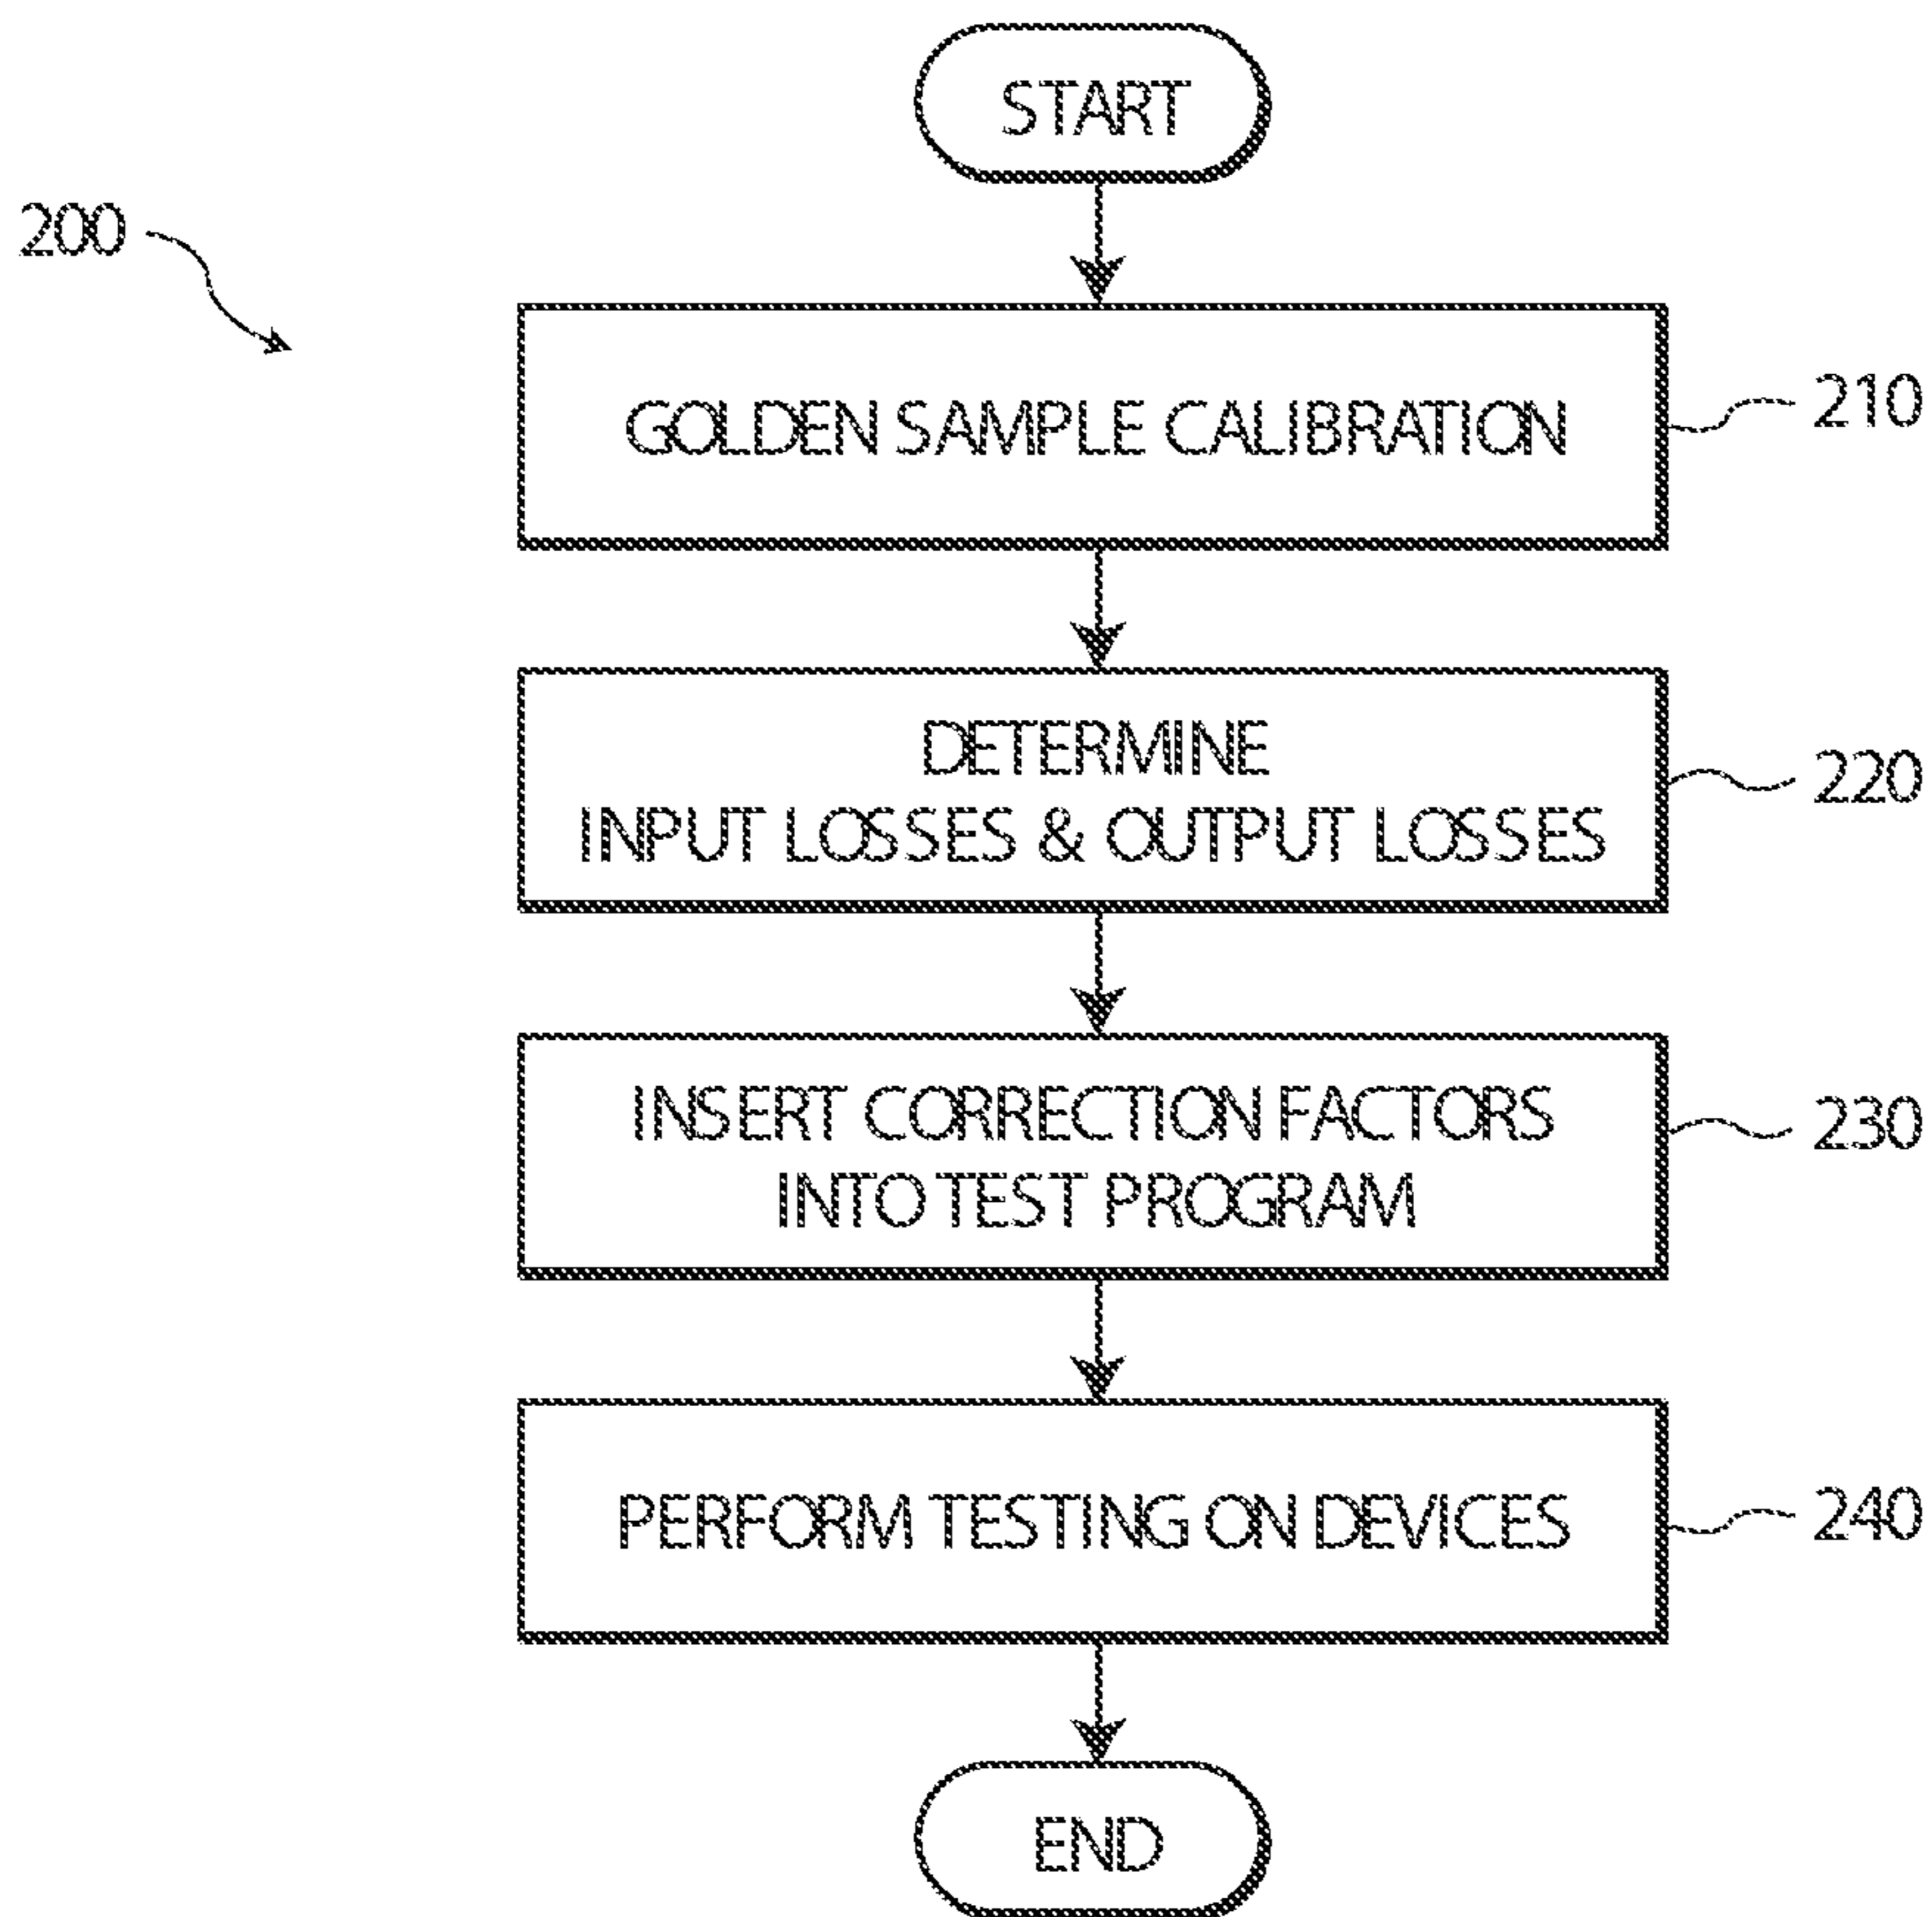 START
200
GOLDEN SAMPLE CALIBRATION
210
DETERMINE
INPUT LOSSES & OUTPUT LOSSES
220
INSERT CORRECTION FACTORS
INTO TEST PROGRAM
230
PERFORM TESTING ON DEVICES
240
END